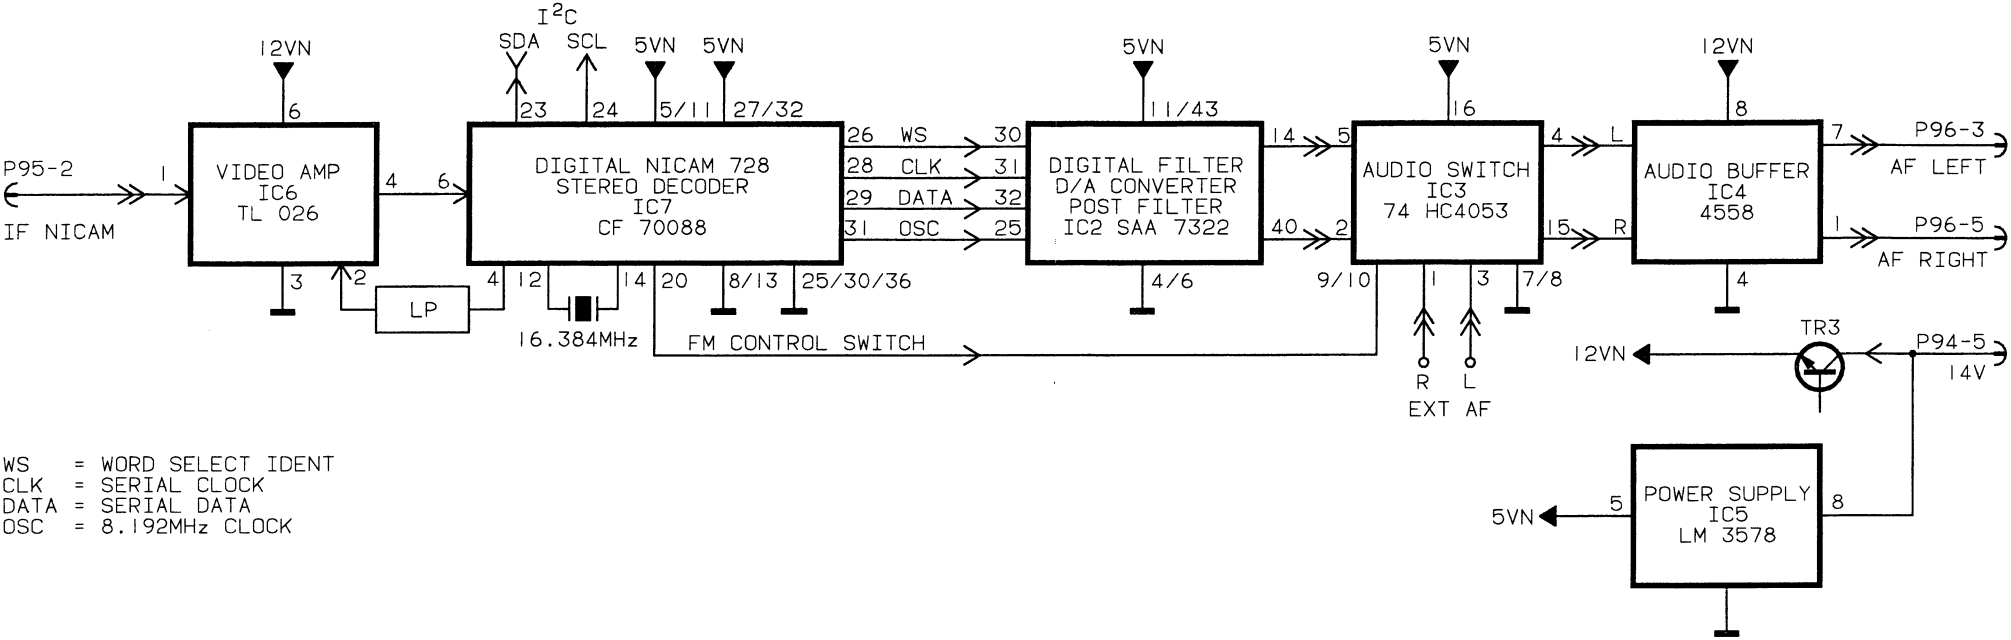 I²C
SDA SCL
12VN
5VN 5VN
5VN
5VN
12VN
6
23 24 5/11 27/32
11/43
16
8
P95-2
IF NICAM
1
VIDEO AMP
IC6
TL 026
4
3
2
LP
6
DIGITAL NICAM 728
STEREO DECODER
IC7
CF 70088
4 12 14 20 8/13 25/30/36
16.384MHz
FM CONTROL SWITCH
26 WS 30
28 CLK 31
29 DATA 32
31 OSC 25
DIGITAL FILTER
D/A CONVERTER
POST FILTER
IC2 SAA 7322
4/6
14 5
40 2
AUDIO SWITCH
IC3
74 HC4053
9/10 1 3 7/8
R L
EXT AF
4 L
15 R
AUDIO BUFFER
IC4
4558
4
7 P96-3
AF LEFT
1 P96-5
AF RIGHT
TR3
12VN
P94-5
14V
5VN
5
POWER SUPPLY
IC5
LM 3578
8
WS = WORD SELECT IDENT
CLK = SERIAL CLOCK
DATA = SERIAL DATA
OSC = 8.192MHz CLOCK